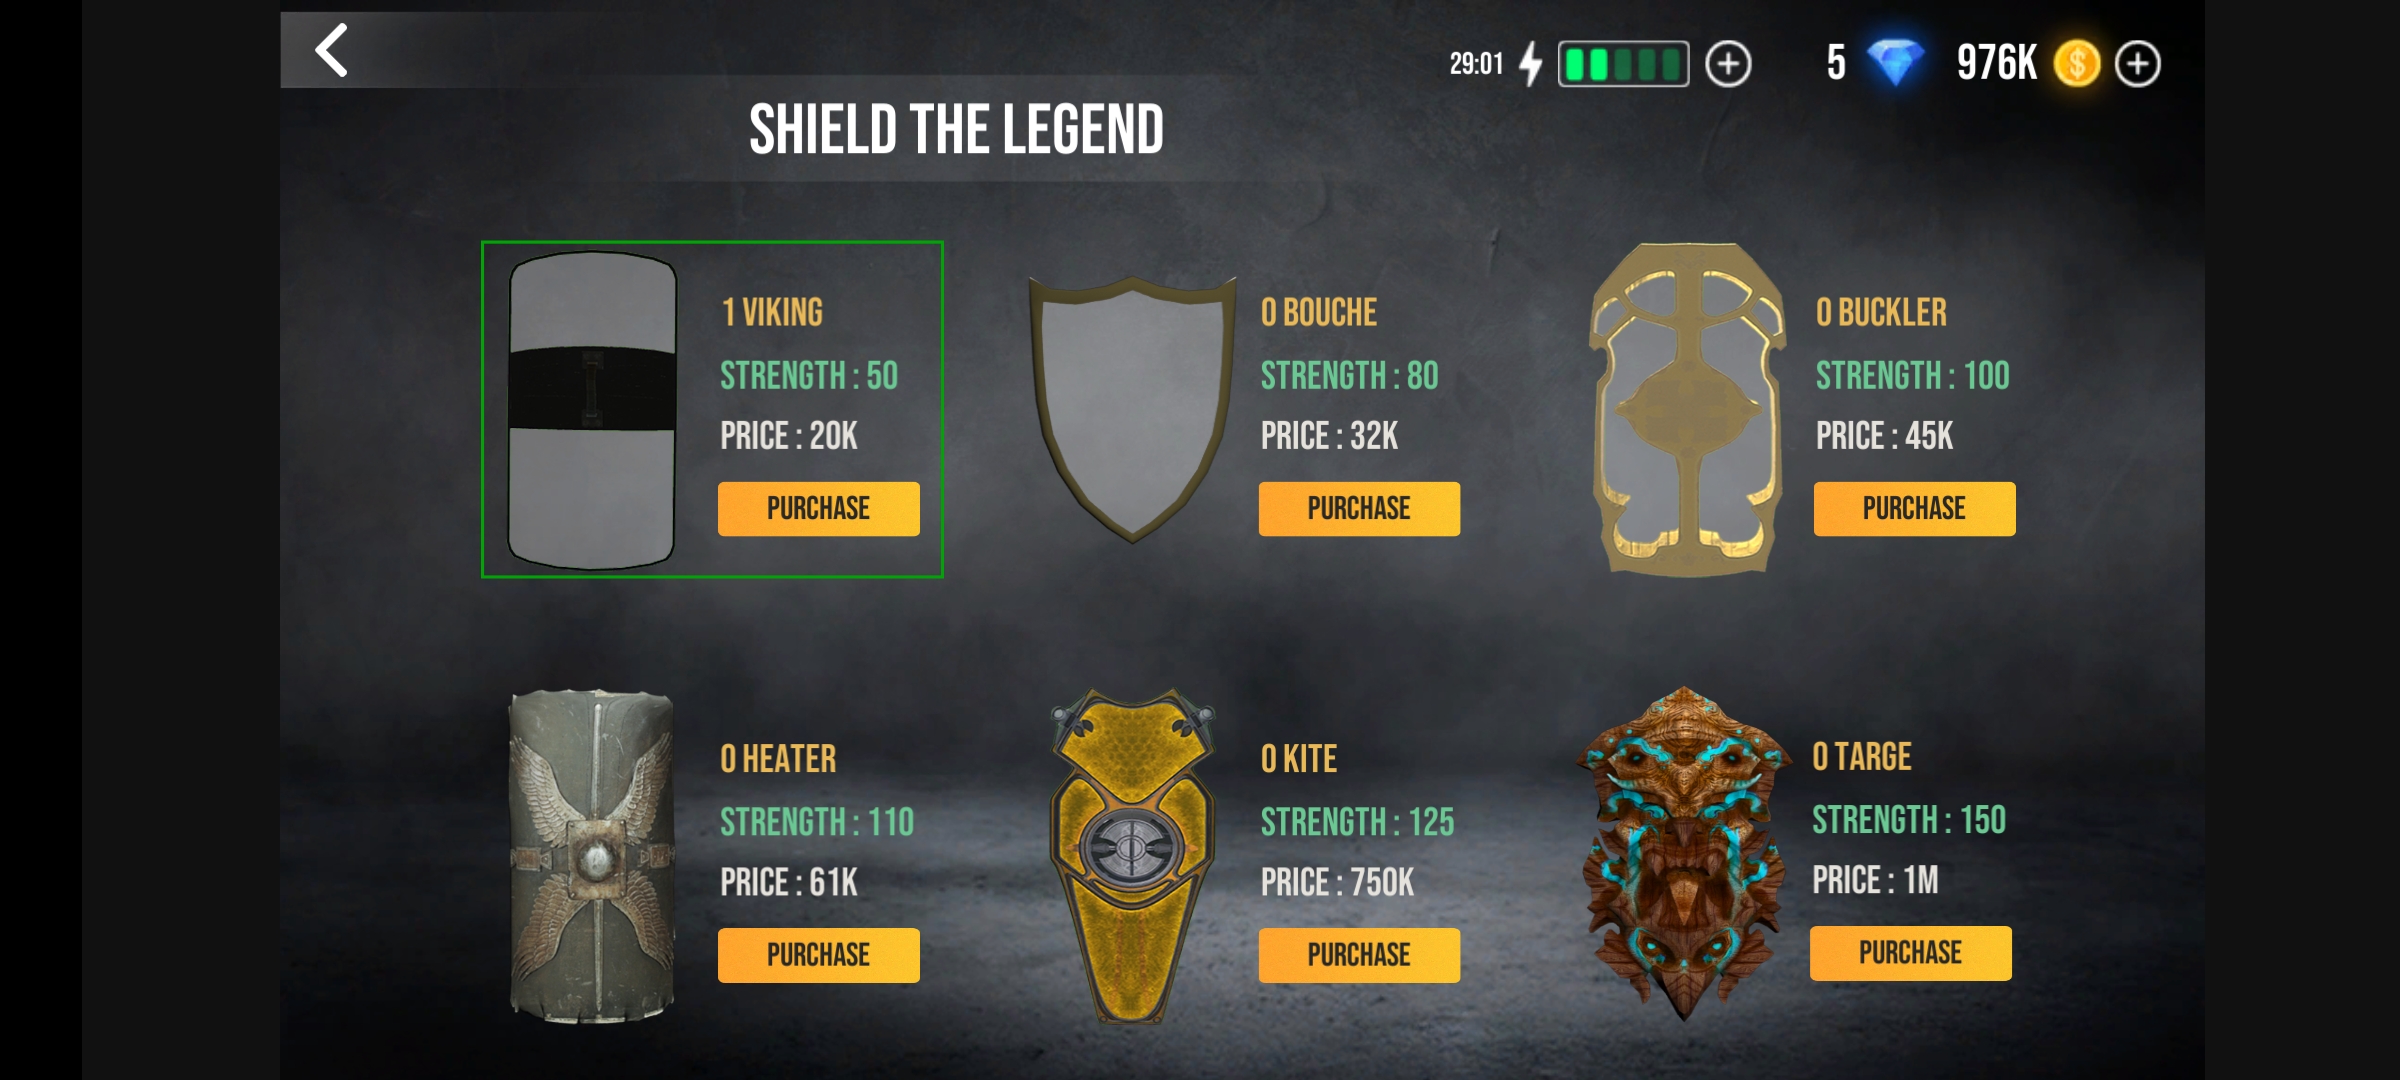 29:01
5
976K
SHIELD THE LEGEND
1 VIKING
STRENGTH : 50
PRICE : 20K
PURCHASE
0 BOUCHE
STRENGTH : 80
PRICE : 32K
PURCHASE
0 BUCKLER
STRENGTH : 100
PRICE : 45K
PURCHASE
0 HEATER
STRENGTH : 110
PRICE : 61K
PURCHASE
0 KITE
STRENGTH : 125
PRICE : 750K
PURCHASE
0 TARGE
STRENGTH : 150
PRICE : 1M
PURCHASE